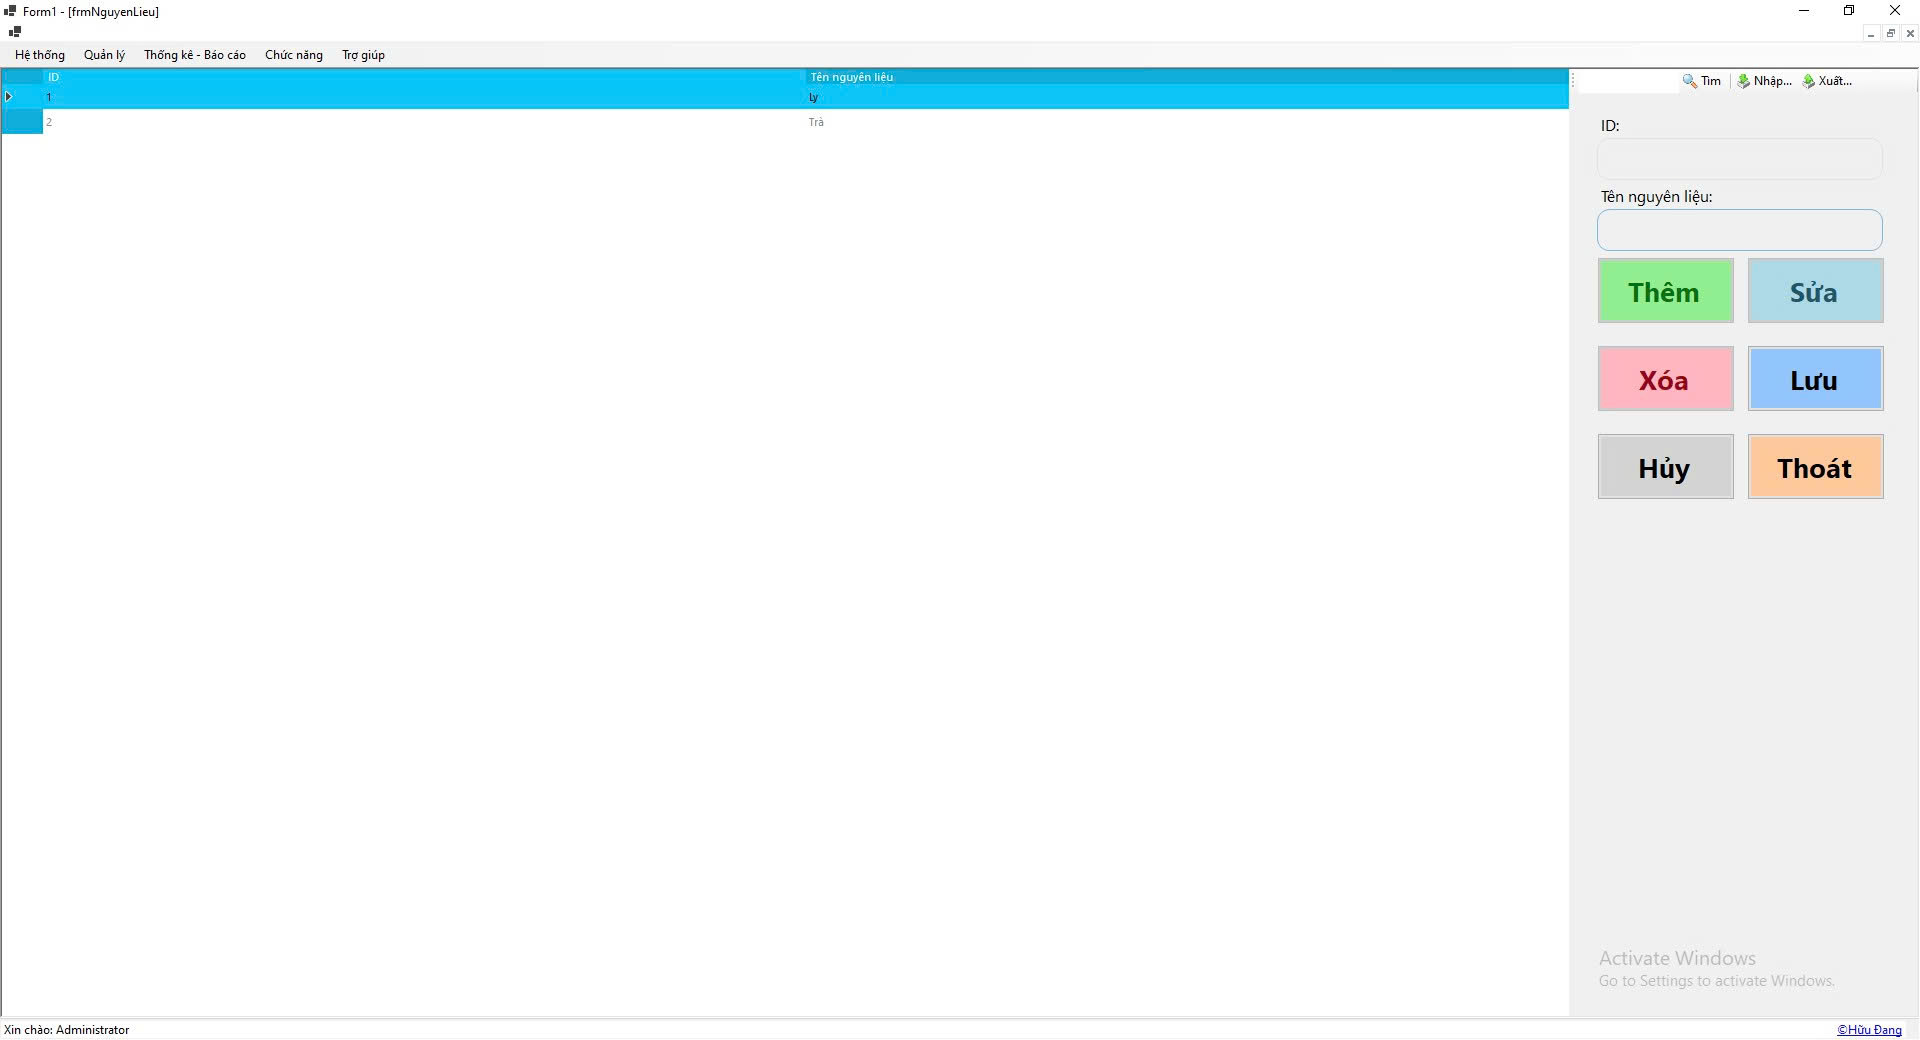 Form1 - [frmNguyenLieu]
Hệ thống Quản lý Thống kê - Báo cáo Chức năng Trợ giúp
ID Tên nguyên liệu
1 Ly
2 Trà
Tìm Nhập... Xuất...
ID:
Tên nguyên liệu:
Thêm Sửa
Xóa Lưu
Hủy Thoát
Activate Windows
Go to Settings to activate Windows.
Xin chào: Administrator ©Hữu Đang